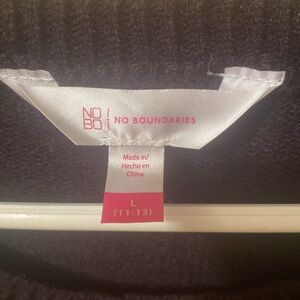 NO
BO
NO BOUNDARIES
Made in/
Hecho en
China
L
(11-13)